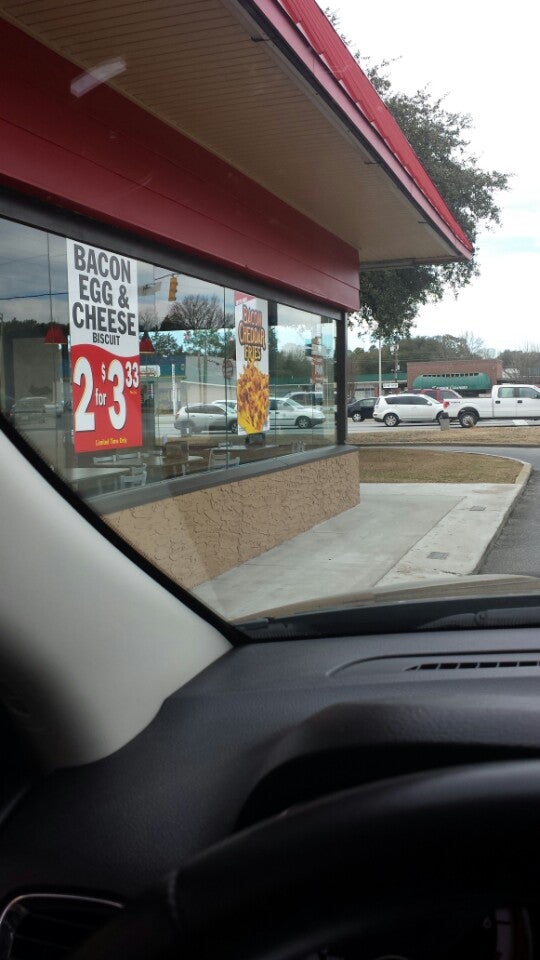 BACON
EGG &
CHEESE
BISCUIT
2 for $3 33
Limited Time Only
BACON
CHEDDAR
FRIES